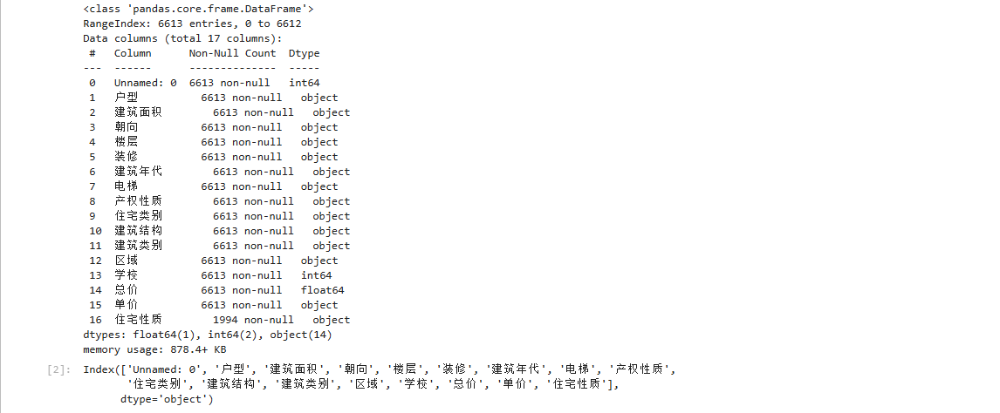 <class 'pandas.core.frame.DataFrame'>
RangeIndex: 6613 entries, 0 to 6612
Data columns (total 17 columns):
 #   Column      Non-Null Count  Dtype
---  ------      --------------  -----
 0   Unnamed: 0  6613 non-null   int64
 1   户型          6613 non-null   object
 2   建筑面积        6613 non-null   object
 3   朝向          6613 non-null   object
 4   楼层          6613 non-null   object
 5   装修          6613 non-null   object
 6   建筑年代        6613 non-null   object
 7   电梯          6613 non-null   object
 8   产权性质        6613 non-null   object
 9   住宅类别        6613 non-null   object
 10  建筑结构        6613 non-null   object
 11  建筑类别        6613 non-null   object
 12  区域          6613 non-null   object
 13  学校          6613 non-null   int64
 14  总价          6613 non-null   float64
 15  单价          6613 non-null   object
 16  住宅性质        1994 non-null   object
dtypes: float64(1), int64(2), object(14)
memory usage: 878.4+ KB
[2]: Index(['Unnamed: 0', '户型', '建筑面积', '朝向', '楼层', '装修', '建筑年代', '电梯', '产权性质',
       '住宅类别', '建筑结构', '建筑类别', '区域', '学校', '总价', '单价', '住宅性质'],
      dtype='object')